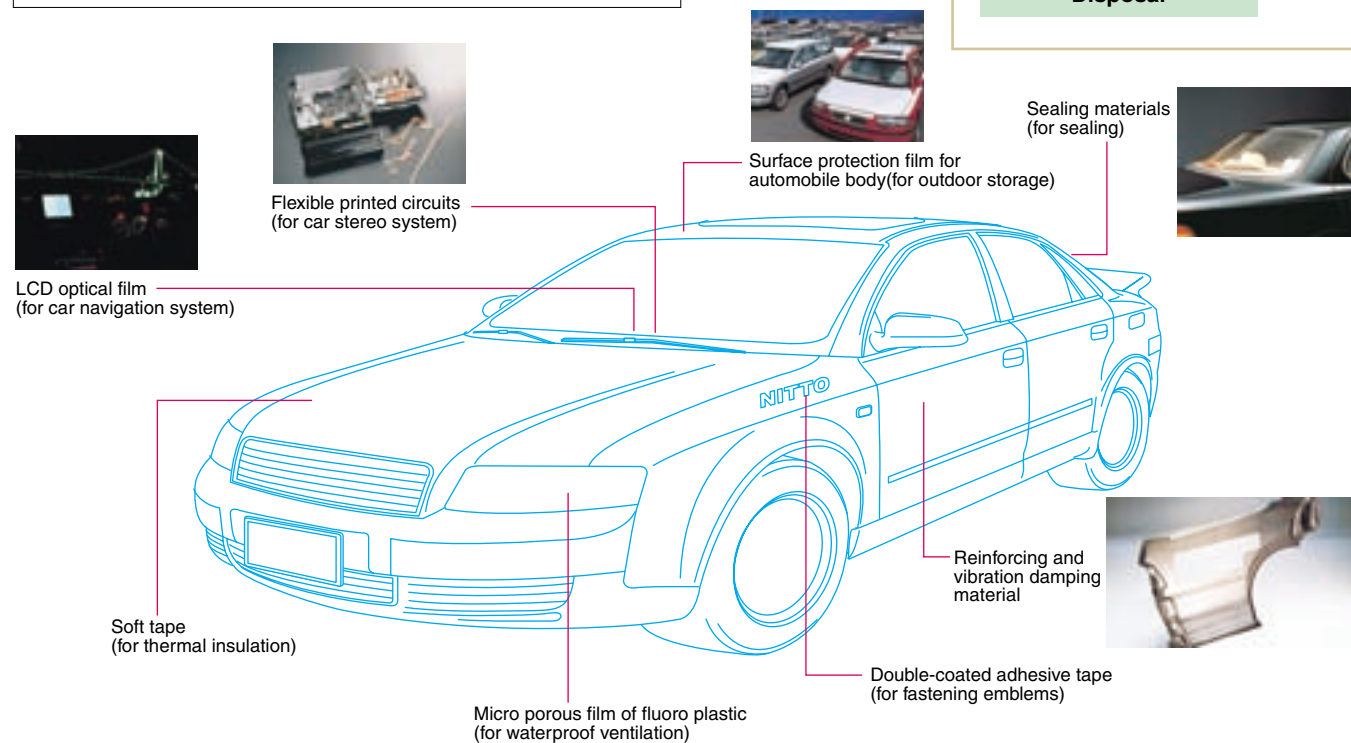 Disposal
Sealing materials
(for sealing)
Surface protection film for
automobile body(for outdoor storage)
Flexible printed circuits
(for car stereo system)
LCD optical film
(for car navigation system)
NITTO
Reinforcing and
vibration damping
material
Soft tape
(for thermal insulation)
Double-coated adhesive tape
(for fastening emblems)
Micro porous film of fluoro plastic
(for waterproof ventilation)